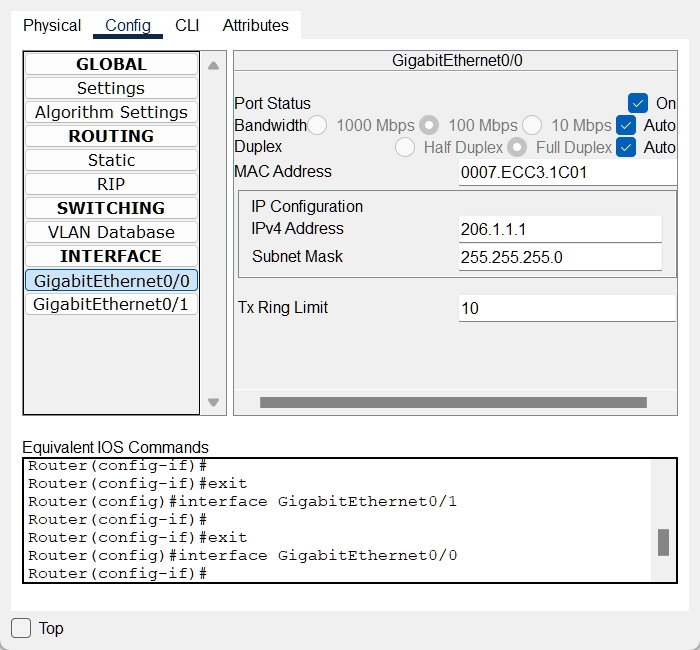 Physical Config CLI Attributes
GLOBAL
Settings
Algorithm Settings
ROUTING
Static
RIP
SWITCHING
VLAN Database
INTERFACE
GigabitEthernet0/0
GigabitEthernet0/1
GigabitEthernet0/0
Port Status On
Bandwidth 1000 Mbps 100 Mbps 10 Mbps Auto
Duplex Half Duplex Full Duplex Auto
MAC Address 0007.ECC3.1C01
IP Configuration
IPv4 Address 206.1.1.1
Subnet Mask 255.255.255.0
Tx Ring Limit 10
Equivalent IOS Commands
Router(config-if)#
Router(config-if)#exit
Router(config)#interface GigabitEthernet0/1
Router(config-if)#
Router(config-if)#exit
Router(config)#interface GigabitEthernet0/0
Router(config-if)#
Top